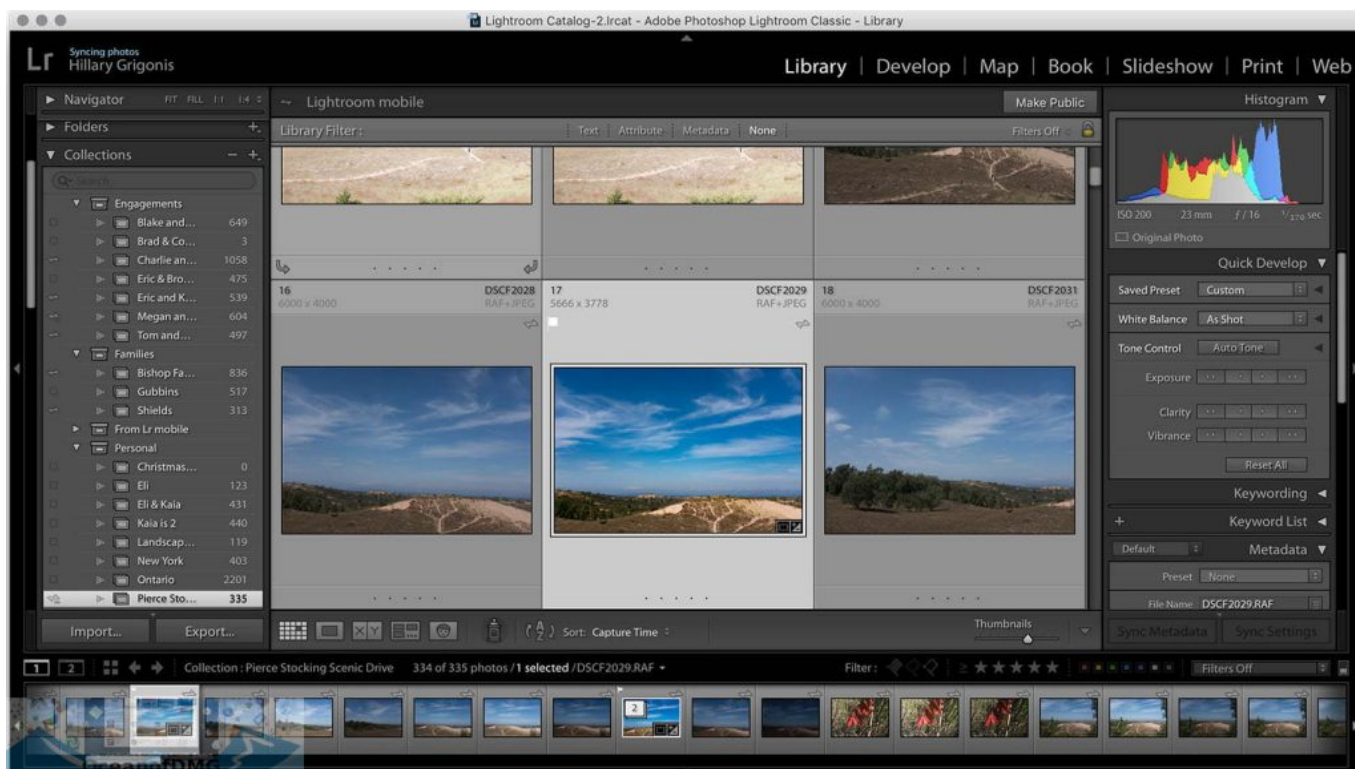 Lightroom Catalog-2.lrcat - Adobe Photoshop Lightroom Classic - Library
Lr Syncing photos
Hillary Grigonis
Library | Develop | Map | Book | Slideshow | Print | Web
Navigator FIT FILL 1:1 1:4
Lightroom mobile Make Public
Histogram
Folders
Library Filter: Text Attribute Metadata None Filters Off
Collections
Search
Engagements
Blake and... 649
Brad & Co... 3
Charlie an... 1058
Eric & Bro... 475
Eric and K... 539
Megan an... 604
Tom and... 497
Families
Bishop Fa... 836
Gubbins 517
Shields 313
From Lr mobile
Personal
Christmas... 0
Eli 123
Eli & Kaia 431
Kaia is 2 440
Landscap... 119
New York 403
Ontario 2201
Pierce Sto... 335
Import... Export...
16 DSCF2028
6000 x 4000 RAF+JPEG
17 DSCF2029
5666 x 3778 RAF+JPEG
18 DSCF2031
6000 x 4000 RAF+JPEG
ISO 200 23 mm f/16 1/170 sec
Original Photo
Quick Develop
Saved Preset Custom
White Balance As Shot
Tone Control Auto Tone
Exposure
Clarity
Vibrance
Reset All
Keywording
Keyword List
Default Metadata
Preset None
File Name DSCF2029.RAF
Sync Metadata Sync Settings
XY Sort: Capture Time Thumbnails
1 2 Collection : Pierce Stocking Scenic Drive 334 of 335 photos / 1 selected / DSCF2029.RAF Filter: Filters Off
2
OceanofDMG